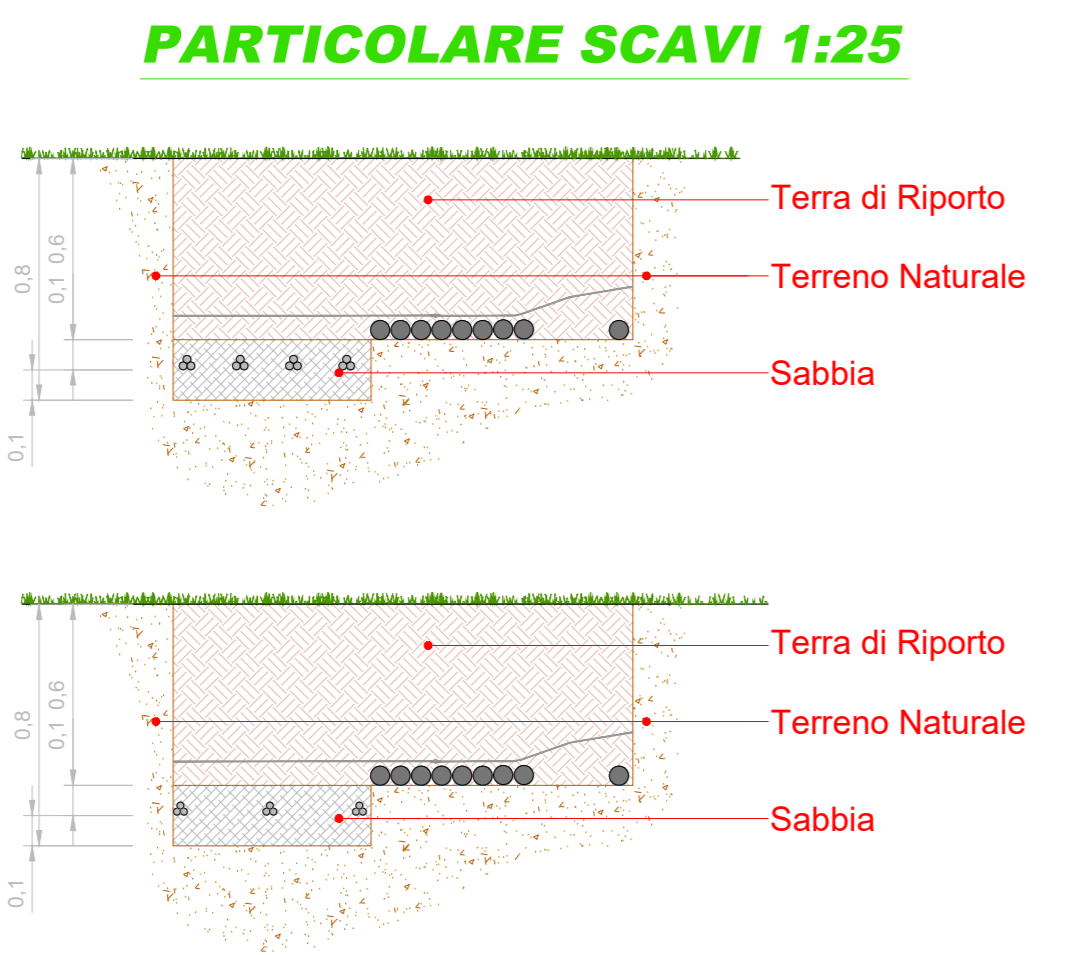 PARTICOLARE SCAVI 1:25
Terra di Riporto
Terreno Naturale
Sabbia
0,8
0,1 0,6
0,1
Terra di Riporto
Terreno Naturale
Sabbia
0,8
0,1 0,6
0,1